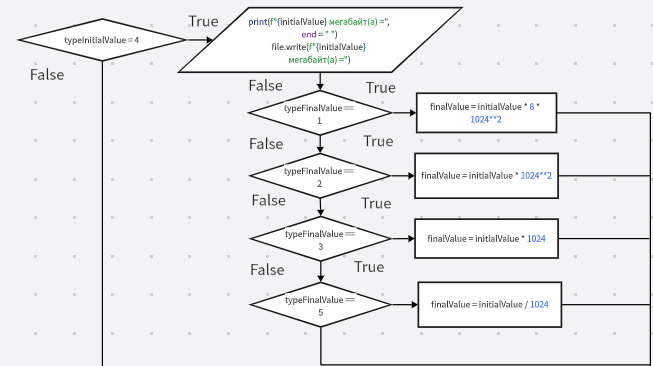 True
print(f"{initialValue} мегабайт(а) =",
end = " ")
file.write(f"{initialValue}
мегабайт(а) =")
typeInitialValue = 4
False
False
True
typeFinalValue ==
1
finalValue = initialValue * 8 *
1024**2
False
True
typeFinalValue ==
2
finalValue = initialValue * 1024**2
False
True
typeFinalValue ==
3
finalValue = initialValue * 1024
False
True
typeFinalValue ==
5
finalValue = initialValue / 1024